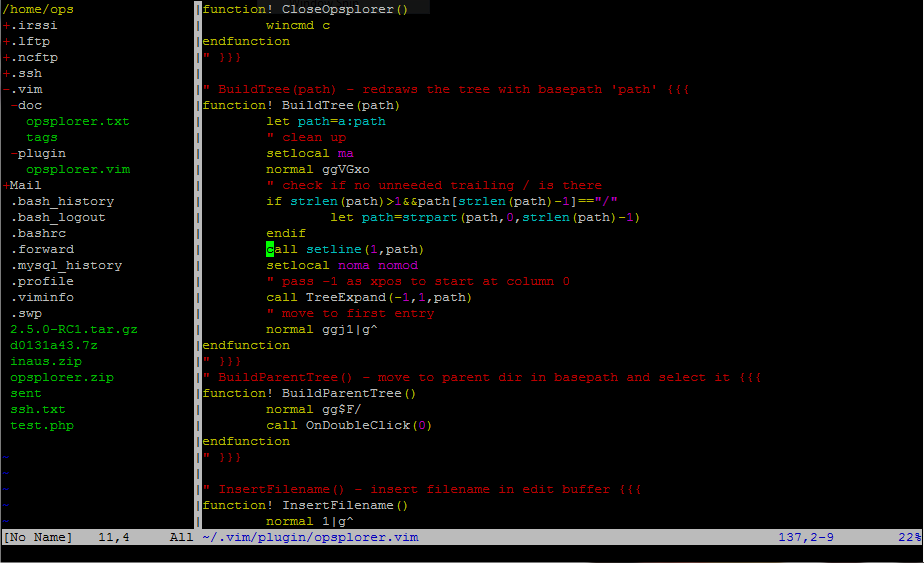 /home/ops
+.irssi
+.lftp
+.ncftp
+.ssh
-.vim
-doc
opsplorer.txt
tags
-plugin
opsplorer.vim
+Mail
.bash_history
.bash_logout
.bashrc
.forward
.mysql_history
.profile
.viminfo
.swp
2.5.0-RC1.tar.gz
d0131a43.7z
inaus.zip
opsplorer.zip
sent
ssh.txt
test.php
~
~
~
~
~
[No Name] 11,4 All
function! CloseOpsplorer()
wincmd c
endfunction
" }}}
" BuildTree(path) - redraws the tree with basepath 'path' {{{
function! BuildTree(path)
let path=a:path
" clean up
setlocal ma
normal ggVGxo
" check if no unneeded trailing / is there
if strlen(path)>1&&path[strlen(path)-1]=="/"
let path=strpart(path,0,strlen(path)-1)
endif
call setline(1,path)
setlocal noma nomod
" pass -1 as xpos to start at column 0
call TreeExpand(-1,1,path)
" move to first entry
normal ggj1|g^
endfunction
" }}}
" BuildParentTree() - move to parent dir in basepath and select it {{{
function! BuildParentTree()
normal gg$F/
call OnDoubleClick(0)
endfunction
" }}}
" InsertFilename() - insert filename in edit buffer {{{
function! InsertFilename()
normal 1|g^
~/.vim/plugin/opsplorer.vim 137,2-9 22%